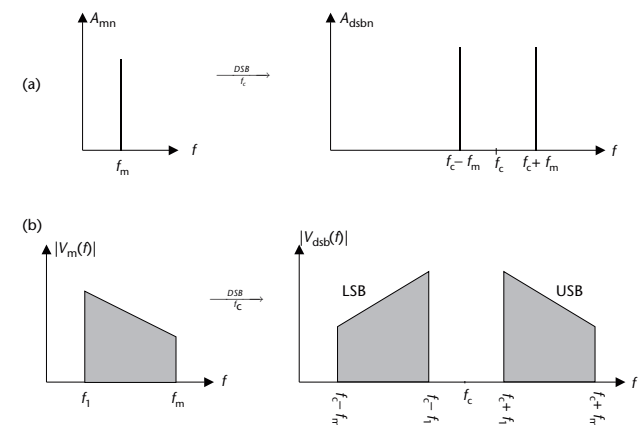 (a)
A_mn
f_m
f
DSB
f_c
A_dsbn
f_c– f_m
f_c
f_c+ f_m
f
(b)
|V_m(f)|
f_1
f_m
f
DSB
f_C
|V_dsb(f)|
LSB
USB
f_c– f_m
f_c– f_1
f_c
f_c+ f_1
f_c+ f_m
f